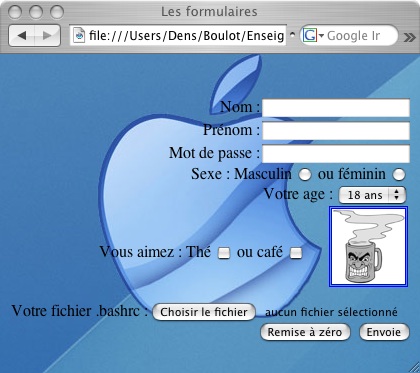 Les formulaires
file:///Users/Dens/Boulot/Enseig
G Google Ir »
Nom :
Prénom :
Mot de passe :
Sexe : Masculin ou féminin
Votre age : 18 ans
Vous aimez : Thé ou café
Votre fichier .bashrc : Choisir le fichier aucun fichier sélectionné
Remise à zéro Envoie